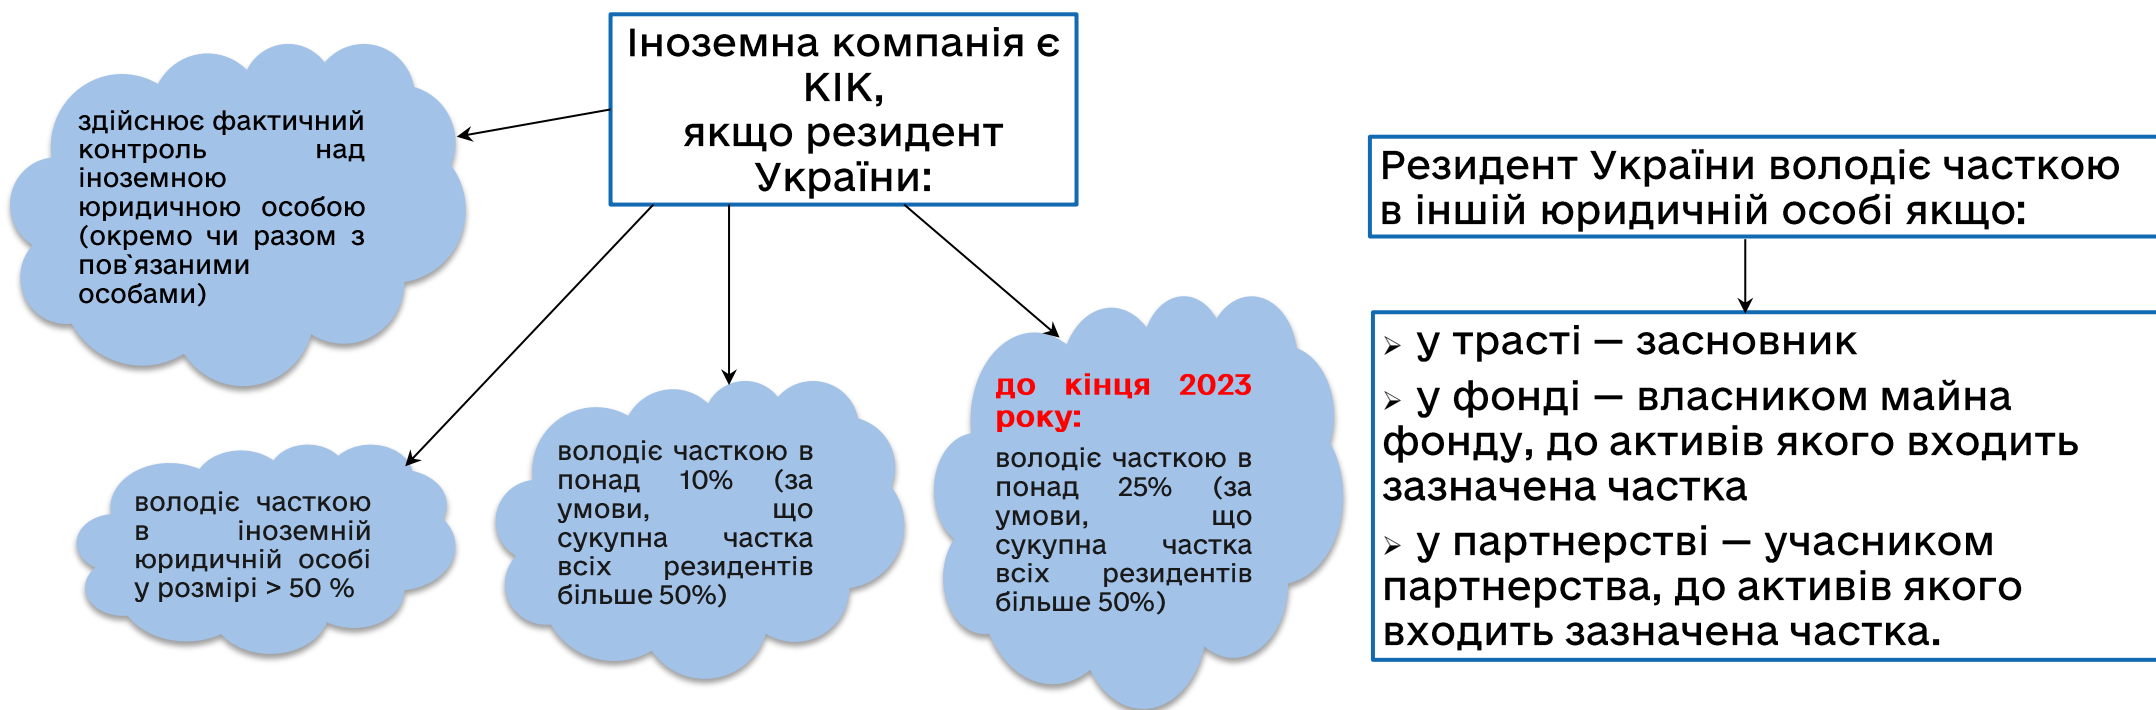 Іноземна компанія є
КІК,
якщо резидент
України:
здійснює фактичний
контроль над
іноземною
юридичною особою
(окремо чи разом з
пов`язаними
особами)
володіє часткою
в іноземній
юридичній особі
у розмірі > 50 %
володіє часткою в
понад 10% (за
умови, що
сукупна частка
всіх резидентів
більше 50%)
до кінця 2023
року:
володіє часткою в
понад 25% (за
умови, що
сукупна частка
всіх резидентів
більше 50%)
Резидент України володіє часткою
в іншій юридичній особі якщо:
➢ у трасті – засновник
➢ у фонді – власником майна
фонду, до активів якого входить
зазначена частка
➢ у партнерстві – учасником
партнерства, до активів якого
входить зазначена частка.